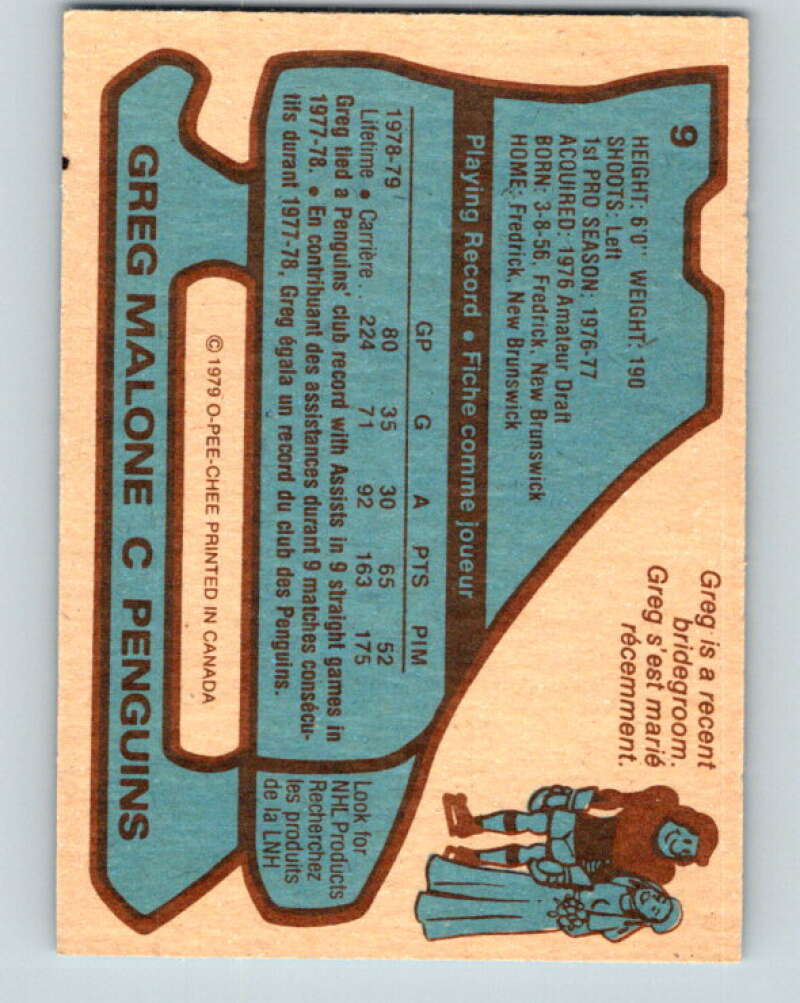 9
HEIGHT: 6'0" WEIGHT: 190
SHOOTS: Left
1st PRO SEASON: 1976-77
ACQUIRED: 1976 Amateur Draft
BORN: 3-8-56, Fredrick, New Brunswick
HOME: Fredrick, New Brunswick
Greg is a recent
bridegroom.
Greg s'est marié
récemment.
Playing Record • Fiche comme joueur
GP G A PTS PIM
1978-79 80 35 30 65 52
Lifetime • Carrière.. 224 71 92 163 175
Greg tied a Penguins' club record with Assists in 9 straight games in
1977-78. • En contribuant des assistances durant 9 matches consécu-
tifs durant 1977-78, Greg égala un record du club des Penguins.
Look for
NHL Products
Recherchez
les produits
de la LNH
© 1979 O-PEE-CHEE PRINTED IN CANADA
GREG MALONE C PENGUINS